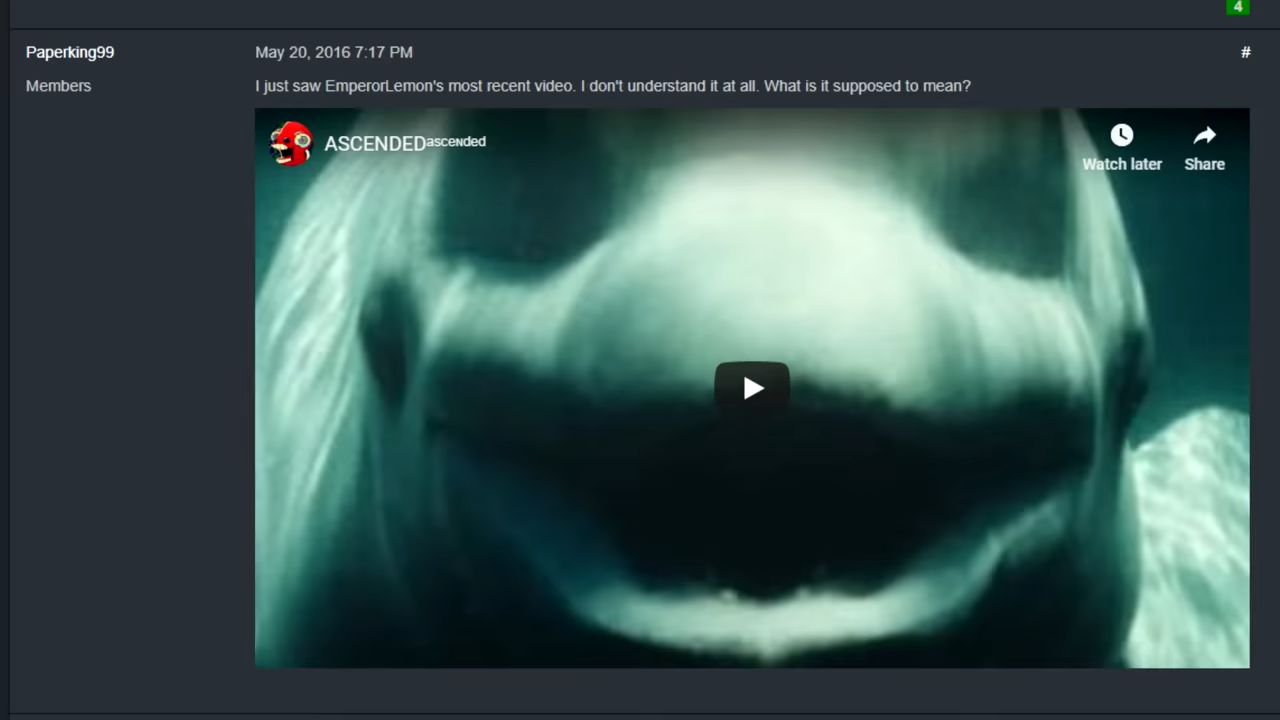 4
Paperking99
May 20, 2016 7:17 PM
#
Members
I just saw EmperorLemon's most recent video. I don't understand it at all. What is it supposed to mean?
ASCENDEDᵃˢᶜᵉᶰᵈᵉᵈ
Watch later
Share